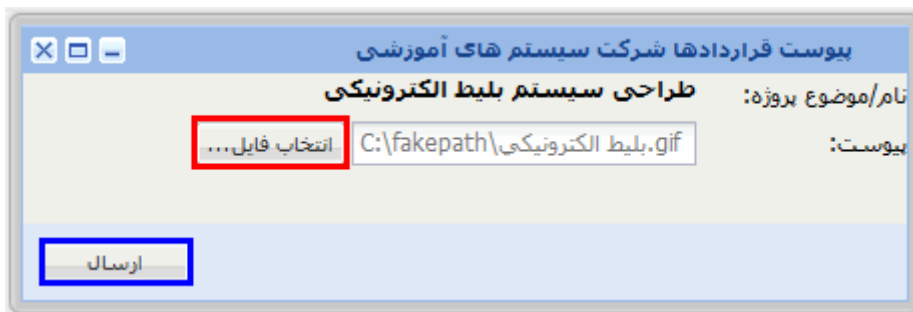 پیوست قراردادها شرکت سیستم های آموزشی
نام/موضوع پروژه: طراحی سیستم بلیط الکترونیکی
پیوست: C:\fakepath\بلیط الکترونیکی.gif انتخاب فایل...
ارسال